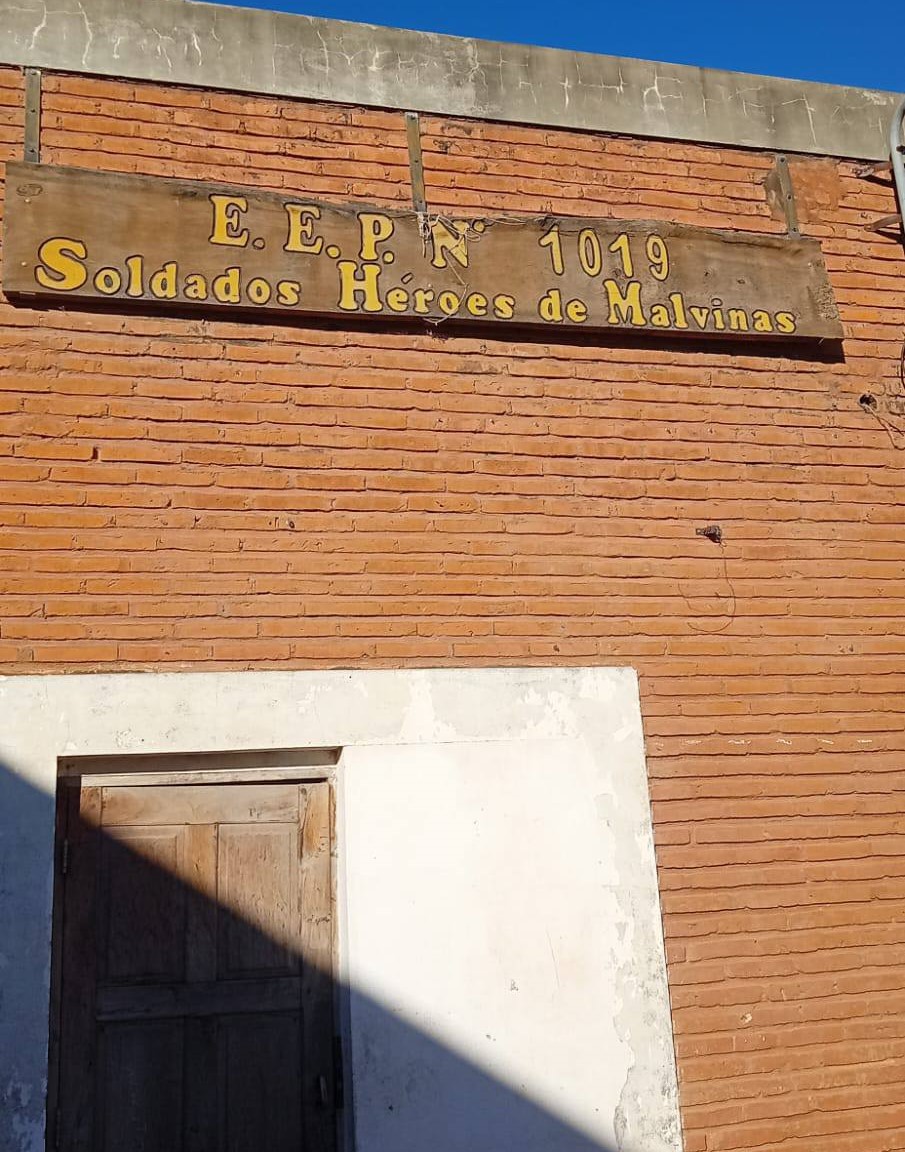 E. E. P. N° 1019
Soldados Héroes de Malvinas